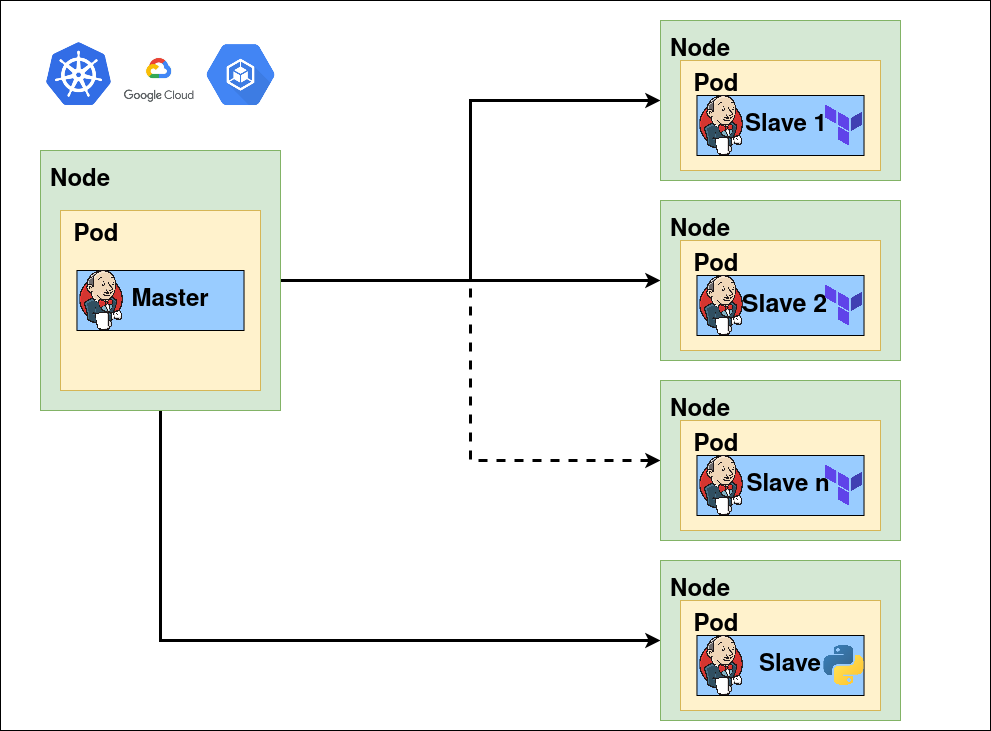 Google Cloud
Node
Pod
Master
Node
Pod
Slave 1
Node
Pod
Slave 2
Node
Pod
Slave n
Node
Pod
Slave